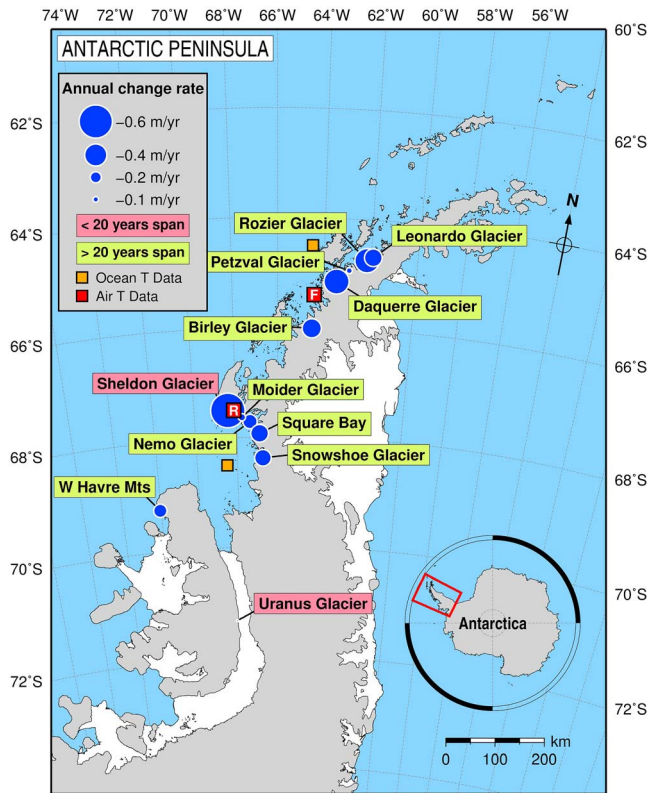 ANTARCTIC PENINSULA
Annual change rate
−0.6 m/yr
−0.4 m/yr
−0.2 m/yr
−0.1 m/yr
< 20 years span
> 20 years span
Ocean T Data
Air T Data
62°S
64°S
66°S
68°S
70°S
72°S
74°W
72°W
70°W
68°W
66°W
64°W
62°W
60°W
58°W
56°W
60°S
62°S
64°S
66°S
68°S
70°S
72°S
N
Rozier Glacier
Leonardo Glacier
Petzval Glacier
F
Daquerre Glacier
Birley Glacier
Sheldon Glacier
Moider Glacier
R
Nemo Glacier
Square Bay
Snowshoe Glacier
W Havre Mts
Uranus Glacier
Antarctica
km
0 100 200